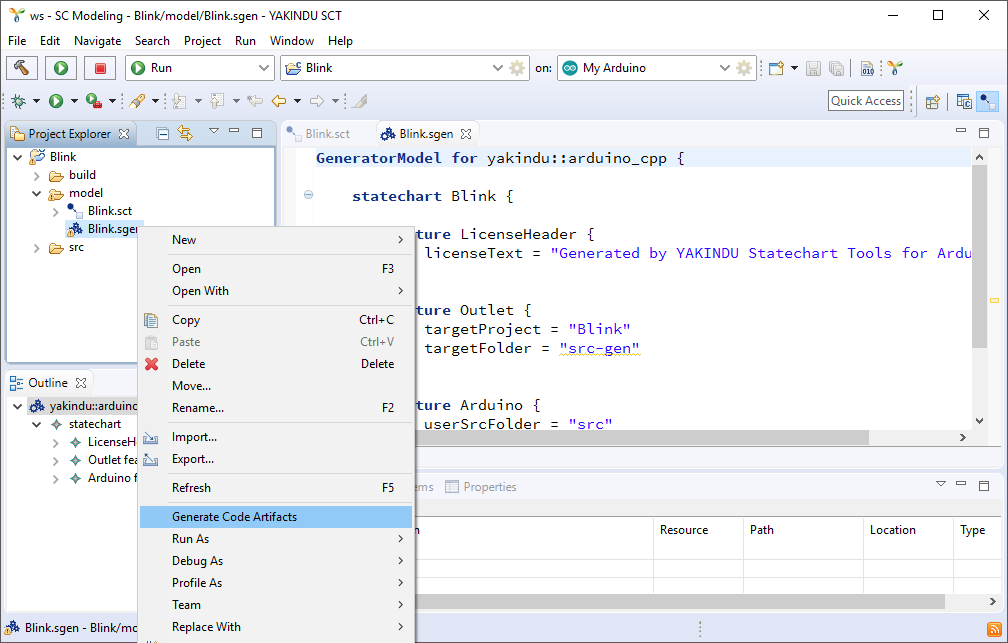 ws - SC Modeling - Blink/model/Blink.sgen - YAKINDU SCT
File Edit Navigate Search Project Run Window Help
Run Blink on: My Arduino
Quick Access
Project Explorer
Blink
build
model
Blink.sct
Blink.sgen
src
Blink.sct Blink.sgen
GeneratorModel for yakindu::arduino_cpp {
statechart Blink {
ture LicenseHeader {
licenseText = "Generated by YAKINDU Statechart Tools for Ardu
ture Outlet {
targetProject = "Blink"
targetFolder = "src-gen"
ture Arduino {
userSrcFolder = "src"
New
Open F3
Open With
Copy Ctrl+C
Paste Ctrl+V
Delete Delete
Move...
Rename... F2
Import...
Export...
Refresh F5
Generate Code Artifacts
Run As
Debug As
Profile As
Team
Replace With
Outline
yakindu::arduino
statechart
LicenseH
Outlet fea
Arduino f
ems Properties
n Resource Path Location Type
Blink.sgen - Blink/mo